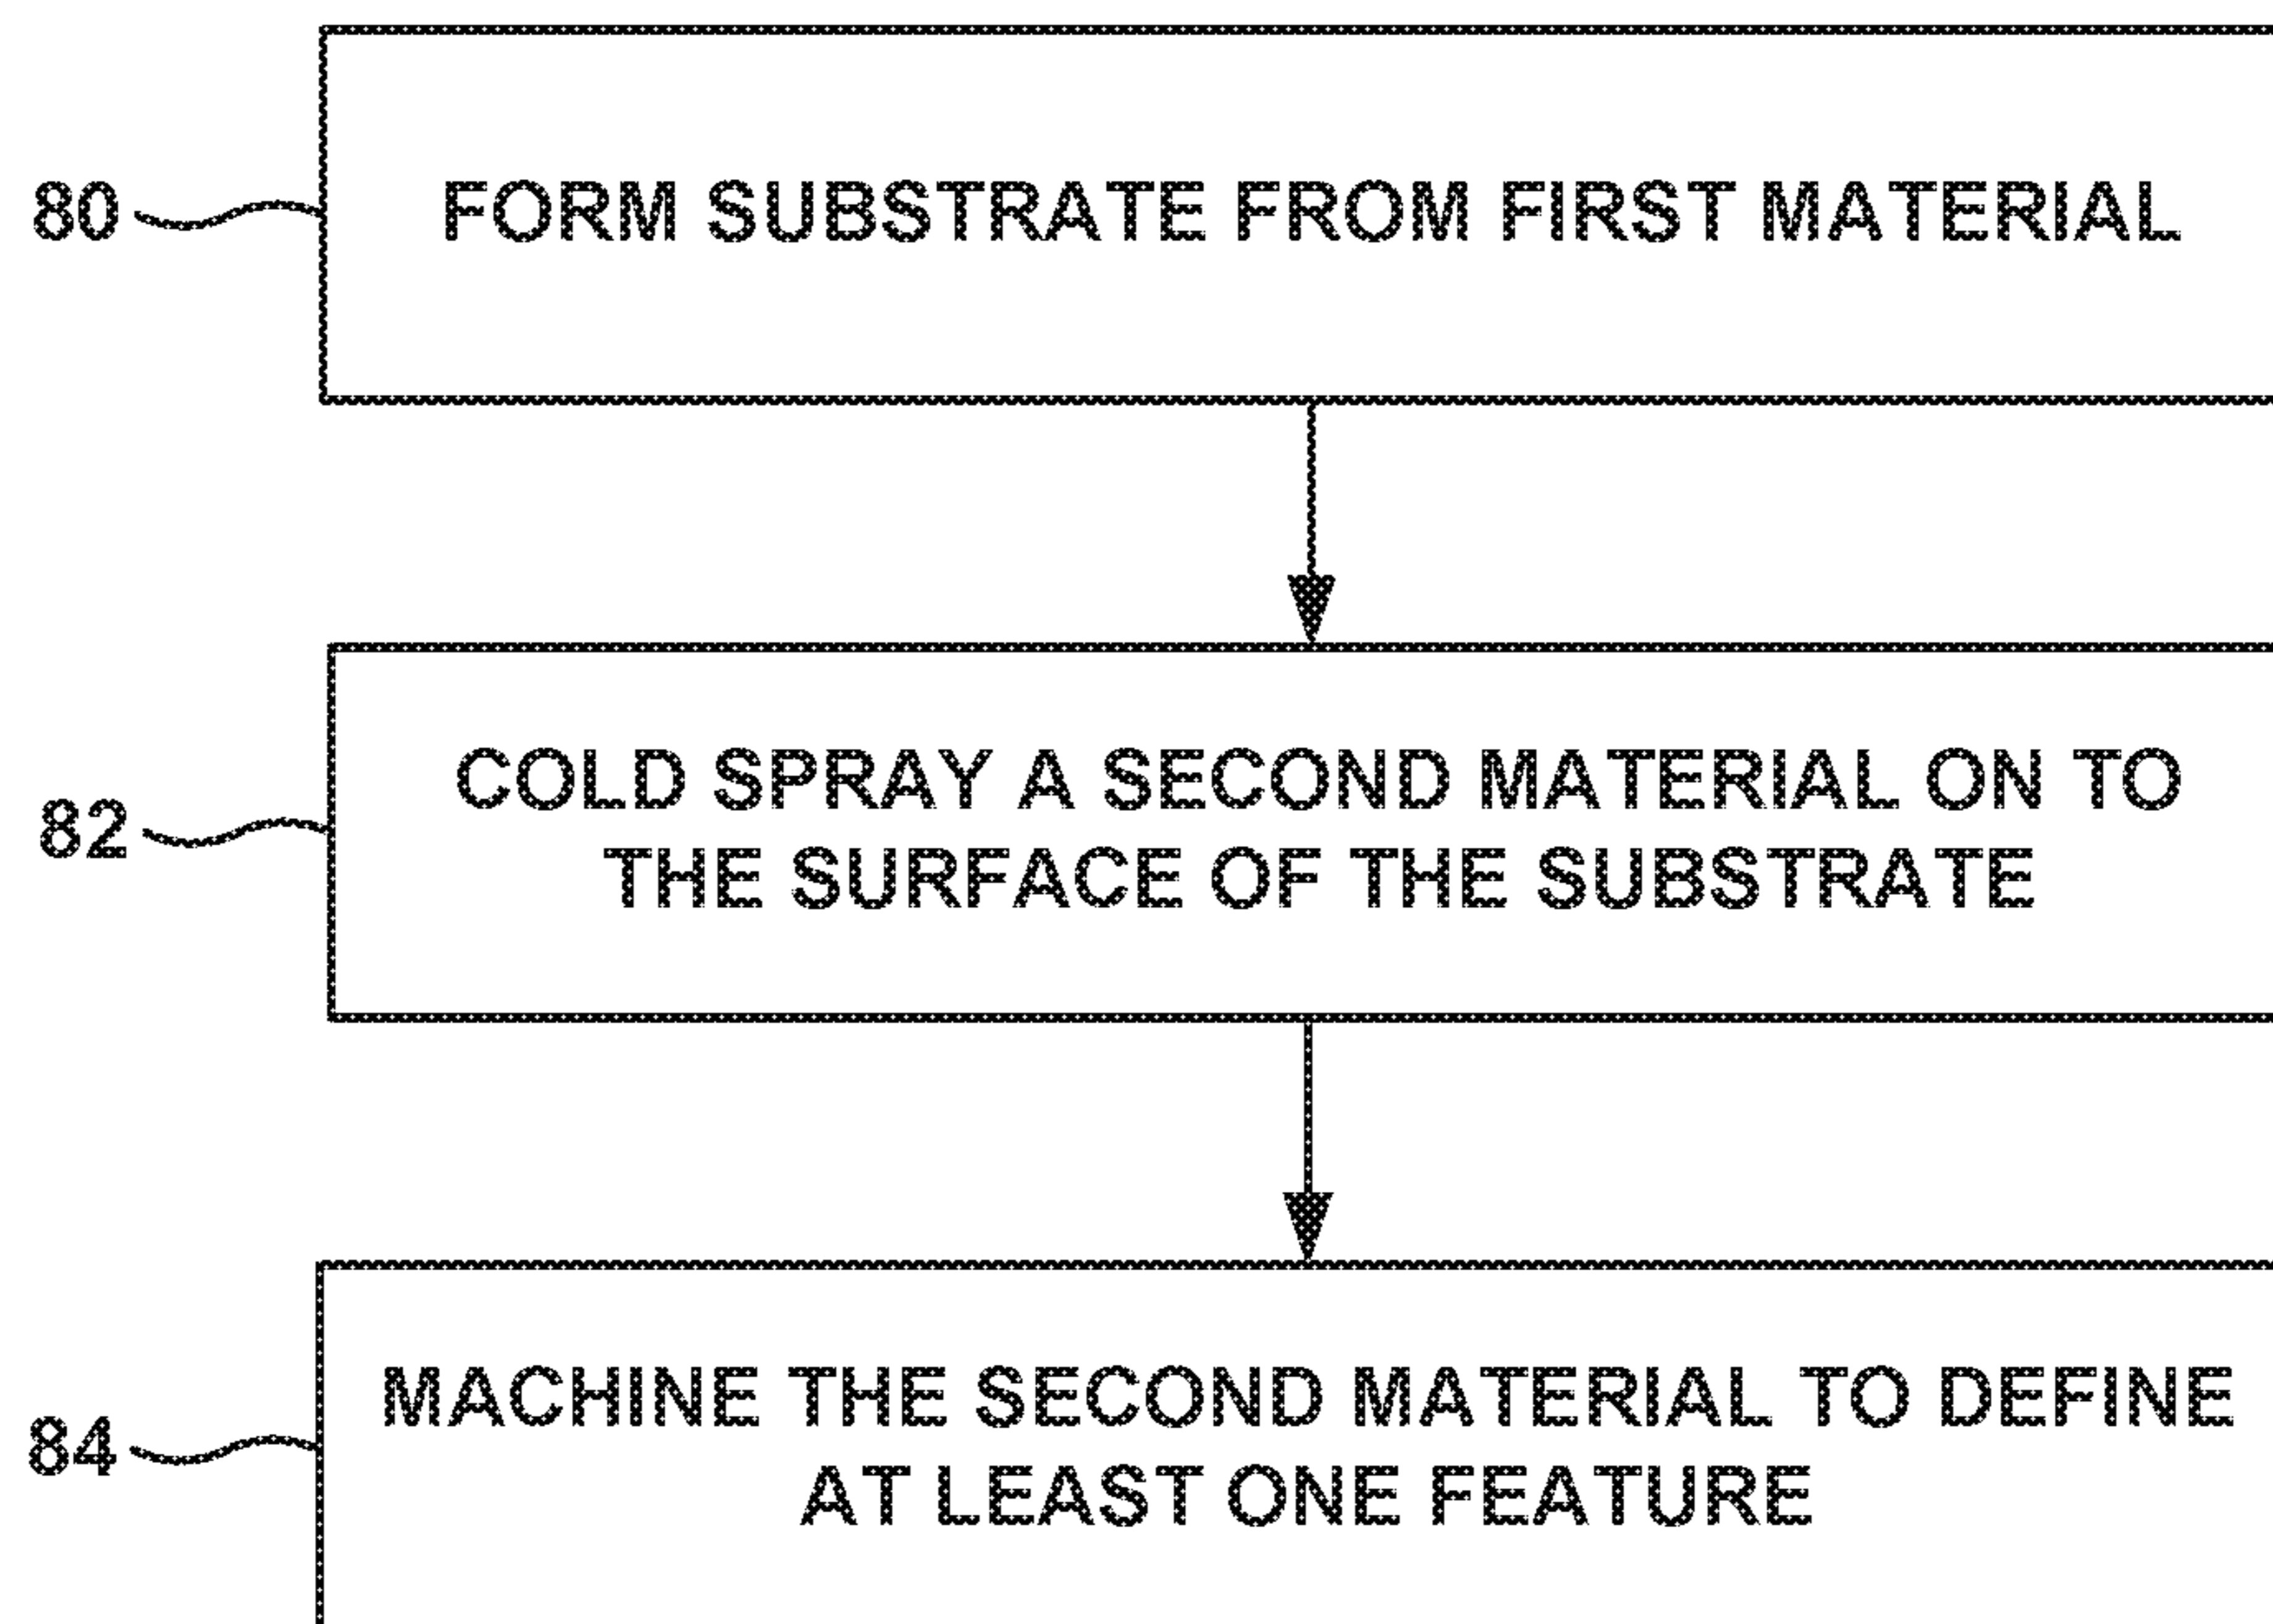 80
FORM SUBSTRATE FROM FIRST MATERIAL
82
COLD SPRAY A SECOND MATERIAL ON TO
THE SURFACE OF THE SUBSTRATE
84
MACHINE THE SECOND MATERIAL TO DEFINE
AT LEAST ONE FEATURE